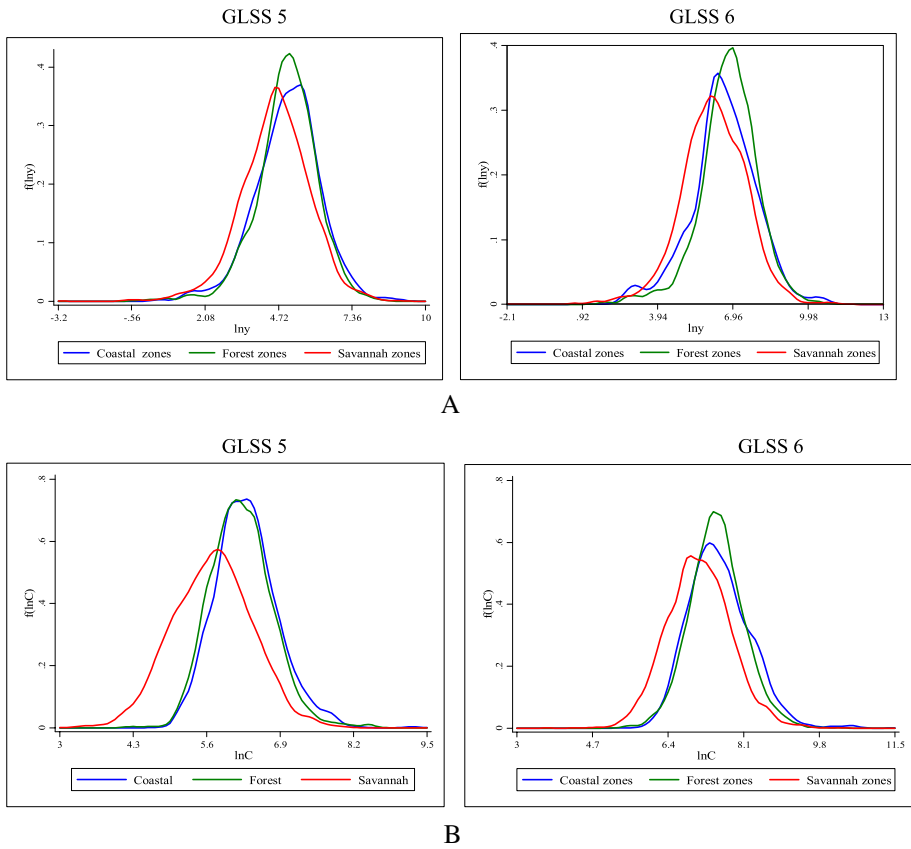 GLSS 5
GLSS 6
f(lny)
0 .1 .2 .3 .4
-3.2 -.56 2.08 4.72 7.36 10
lny
Coastal zones Forest zones Savannah zones
f(lny)
0 .1 .2 .3 .4
-2.1 .92 3.94 6.96 9.98 13
lny
Coastal zones Forest zones Savannah zones
A
GLSS 5
GLSS 6
f(lnC)
0 .2 .4 .6 .8
3 4.3 5.6 6.9 8.2 9.5
lnC
Coastal Forest Savannah
f(lnC)
0 .2 .4 .6 .8
3 4.7 6.4 8.1 9.8 11.5
lnC
Coastal zones Forest zones Savannah zones
B